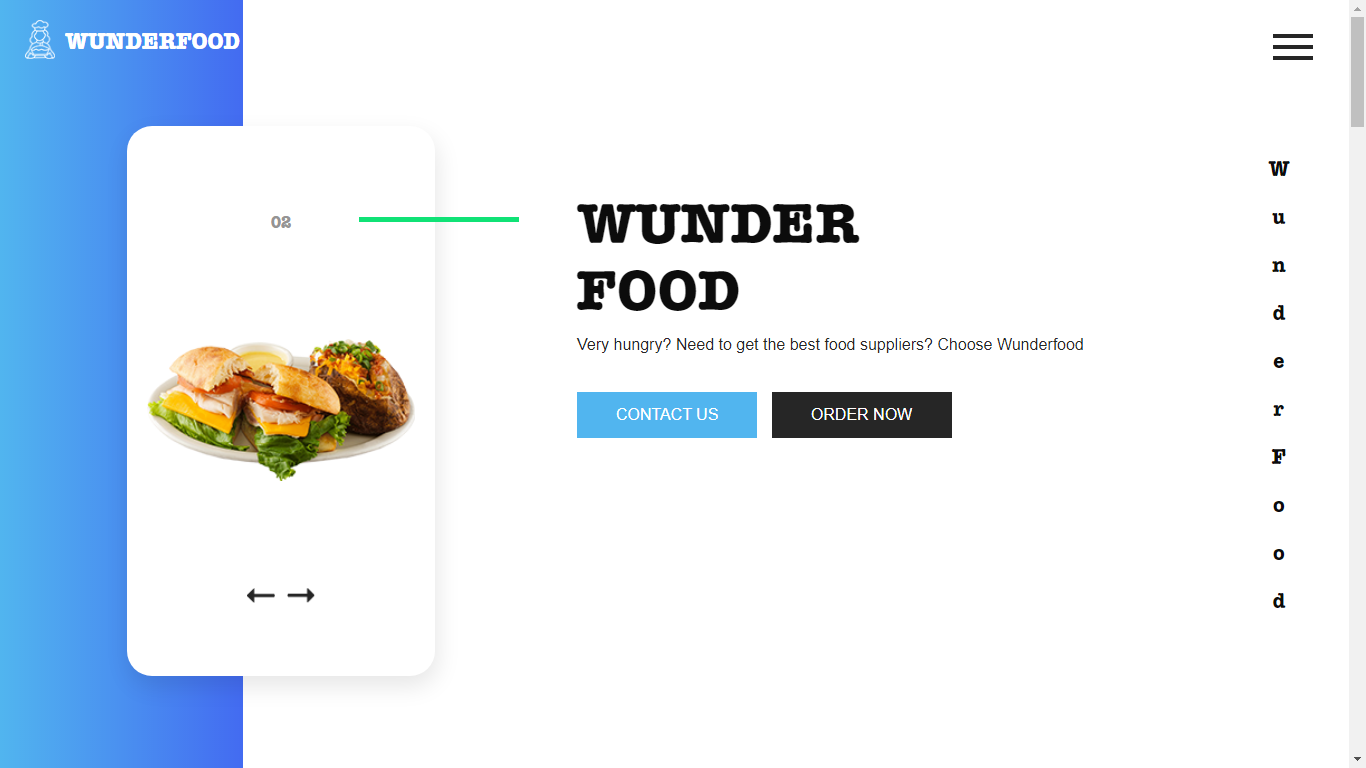 WUNDERFOOD
02
WUNDER
FOOD
Very hungry? Need to get the best food suppliers? Choose Wunderfood
CONTACT US
ORDER NOW
W
u
n
d
e
r
F
o
o
d